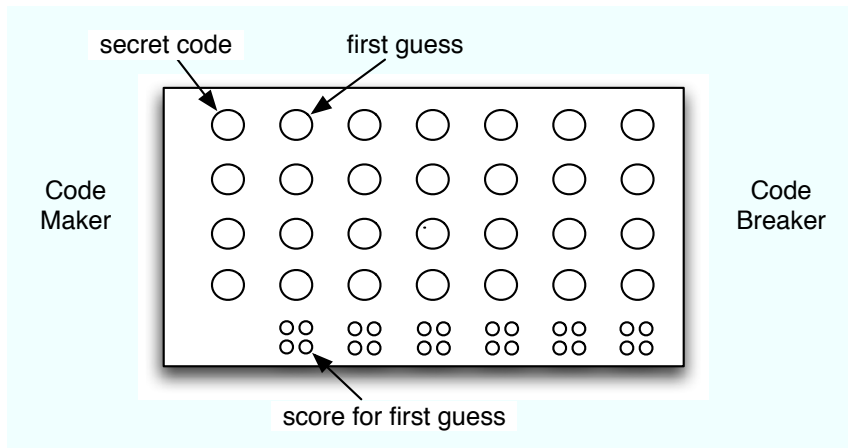 secret code
first guess
Code
Maker
Code
Breaker
score for first guess